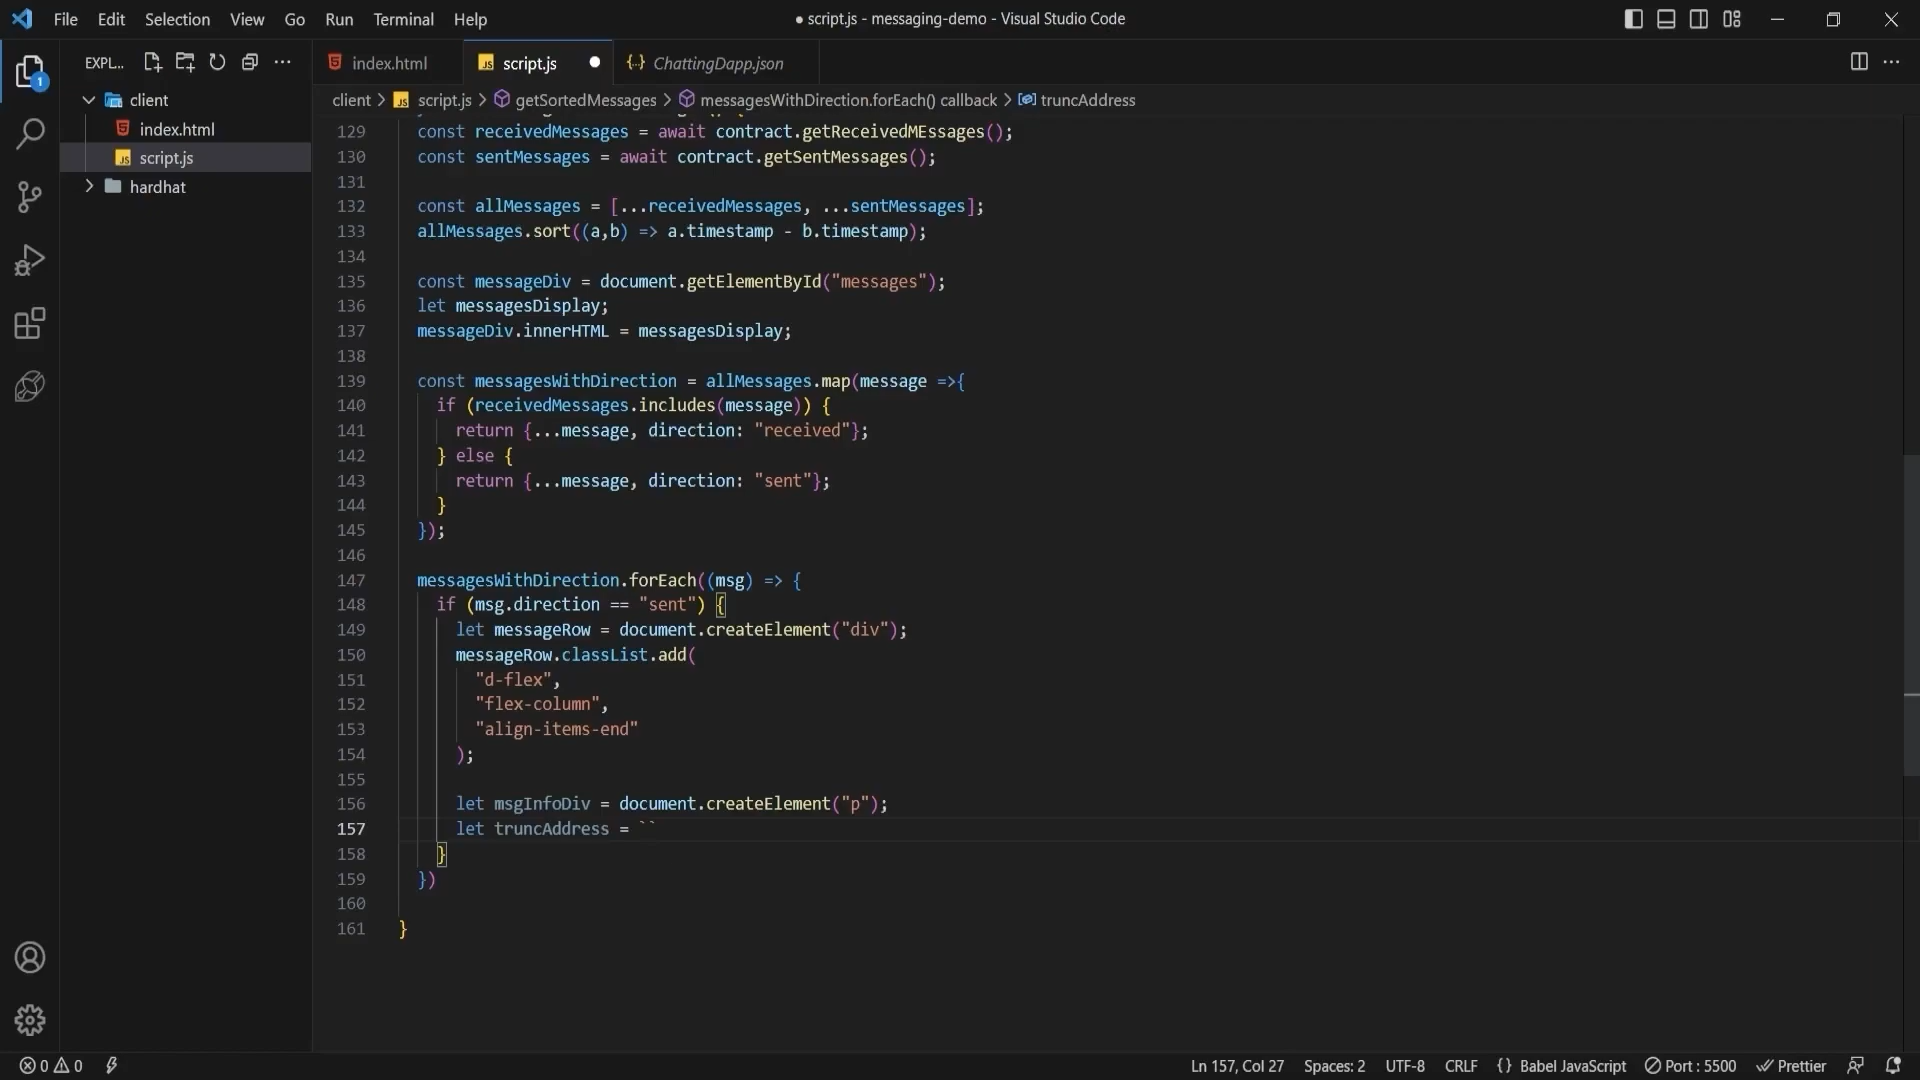 File Edit Selection View Go Run Terminal Help
● script.js - messaging-demo - Visual Studio Code
EXPL...
index.html
script.js
ChattingDapp.json
1
client
index.html
script.js
hardhat
client > script.js > getSortedMessages > messagesWithDirection.forEach() callback > truncAddress
129 const receivedMessages = await contract.getReceivedMEssages();
130 const sentMessages = await contract.getSentMessages();
131
132 const allMessages = [...receivedMessages, ...sentMessages];
133 allMessages.sort((a,b) => a.timestamp - b.timestamp);
134
135 const messageDiv = document.getElementById("messages");
136 let messagesDisplay;
137 messageDiv.innerHTML = messagesDisplay;
138
139 const messagesWithDirection = allMessages.map(message =>{
140 if (receivedMessages.includes(message)) {
141 return {...message, direction: "received"};
142 } else {
143 return {...message, direction: "sent"};
144 }
145 });
146
147 messagesWithDirection.forEach((msg) => {
148 if (msg.direction == "sent") {
149 let messageRow = document.createElement("div");
150 messageRow.classList.add(
151 "d-flex",
152 "flex-column",
153 "align-items-end"
154 );
155
156 let msgInfoDiv = document.createElement("p");
157 let truncAddress = ``
158 }
159 })
160
161 }
0 0
Ln 157, Col 27 Spaces: 2 UTF-8 CRLF {} Babel JavaScript Port : 5500 Prettier